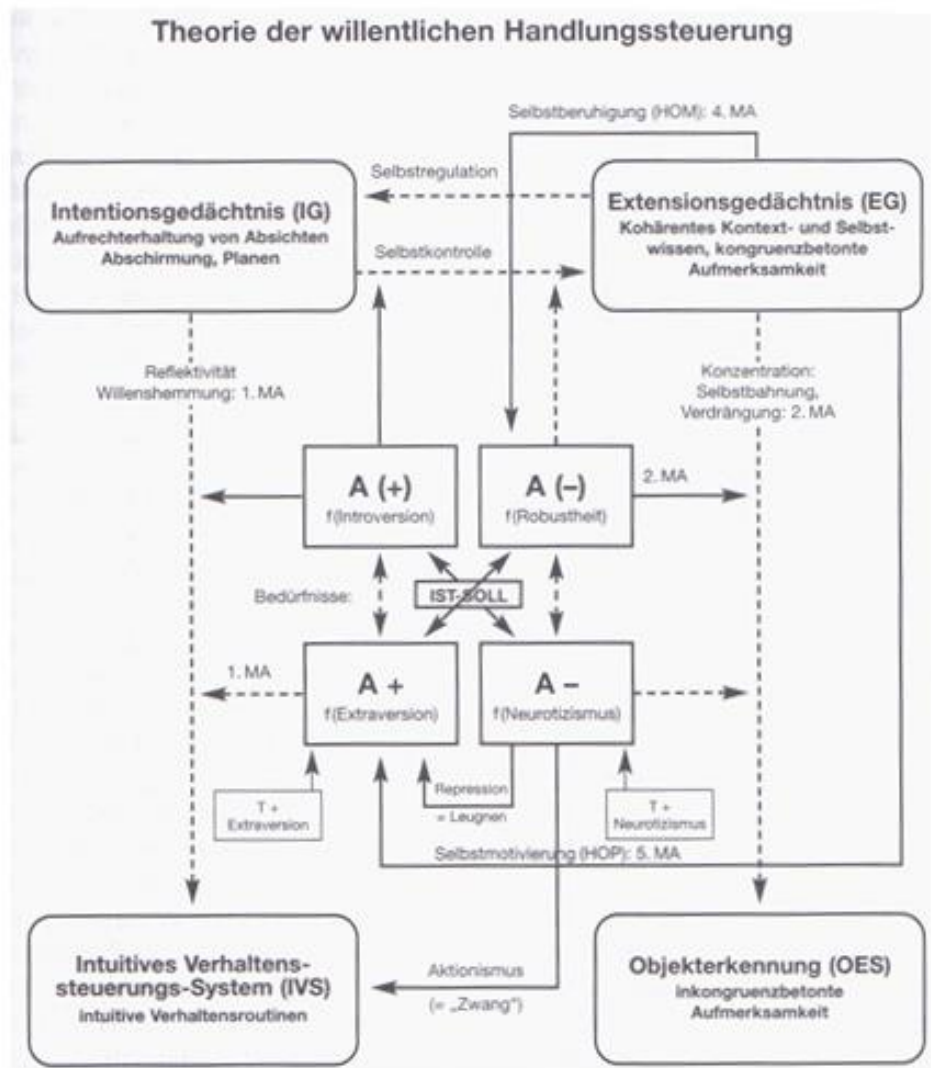 Theorie der willentlichen Handlungssteuerung
Selbstberuhigung (HOM): 4. MA
Selbstregulation
Intentionsgedächtnis (IG)
Aufrechterhaltung von Absichten
Abschirmung, Planen
Extensionsgedächtnis (EG)
Kohärentes Kontext- und Selbst-
wissen, kongruenzbetonte
Aufmerksamkeit
Selbstkontrolle
Reflektivität
Willenshemmung: 1. MA
Konzentration:
Selbstbahnung,
Verdrängung: 2. MA
A (+)
f(Introversion)
A (–)
f(Robustheit)
2. MA
Bedürfnisse:
IST-SOLL
1. MA
A +
f(Extraversion)
A –
f(Neurotizismus)
T +
Extraversion
Repression
= Leugnen
T +
Neurotizismus
Selbstmotivierung (HOP): 5. MA
Intuitives Verhaltens-
steuerungs-System (IVS)
intuitive Verhaltensroutinen
Aktionismus
(= „Zwang")
Objekterkennung (OES)
inkongruenzbetonte
Aufmerksamkeit